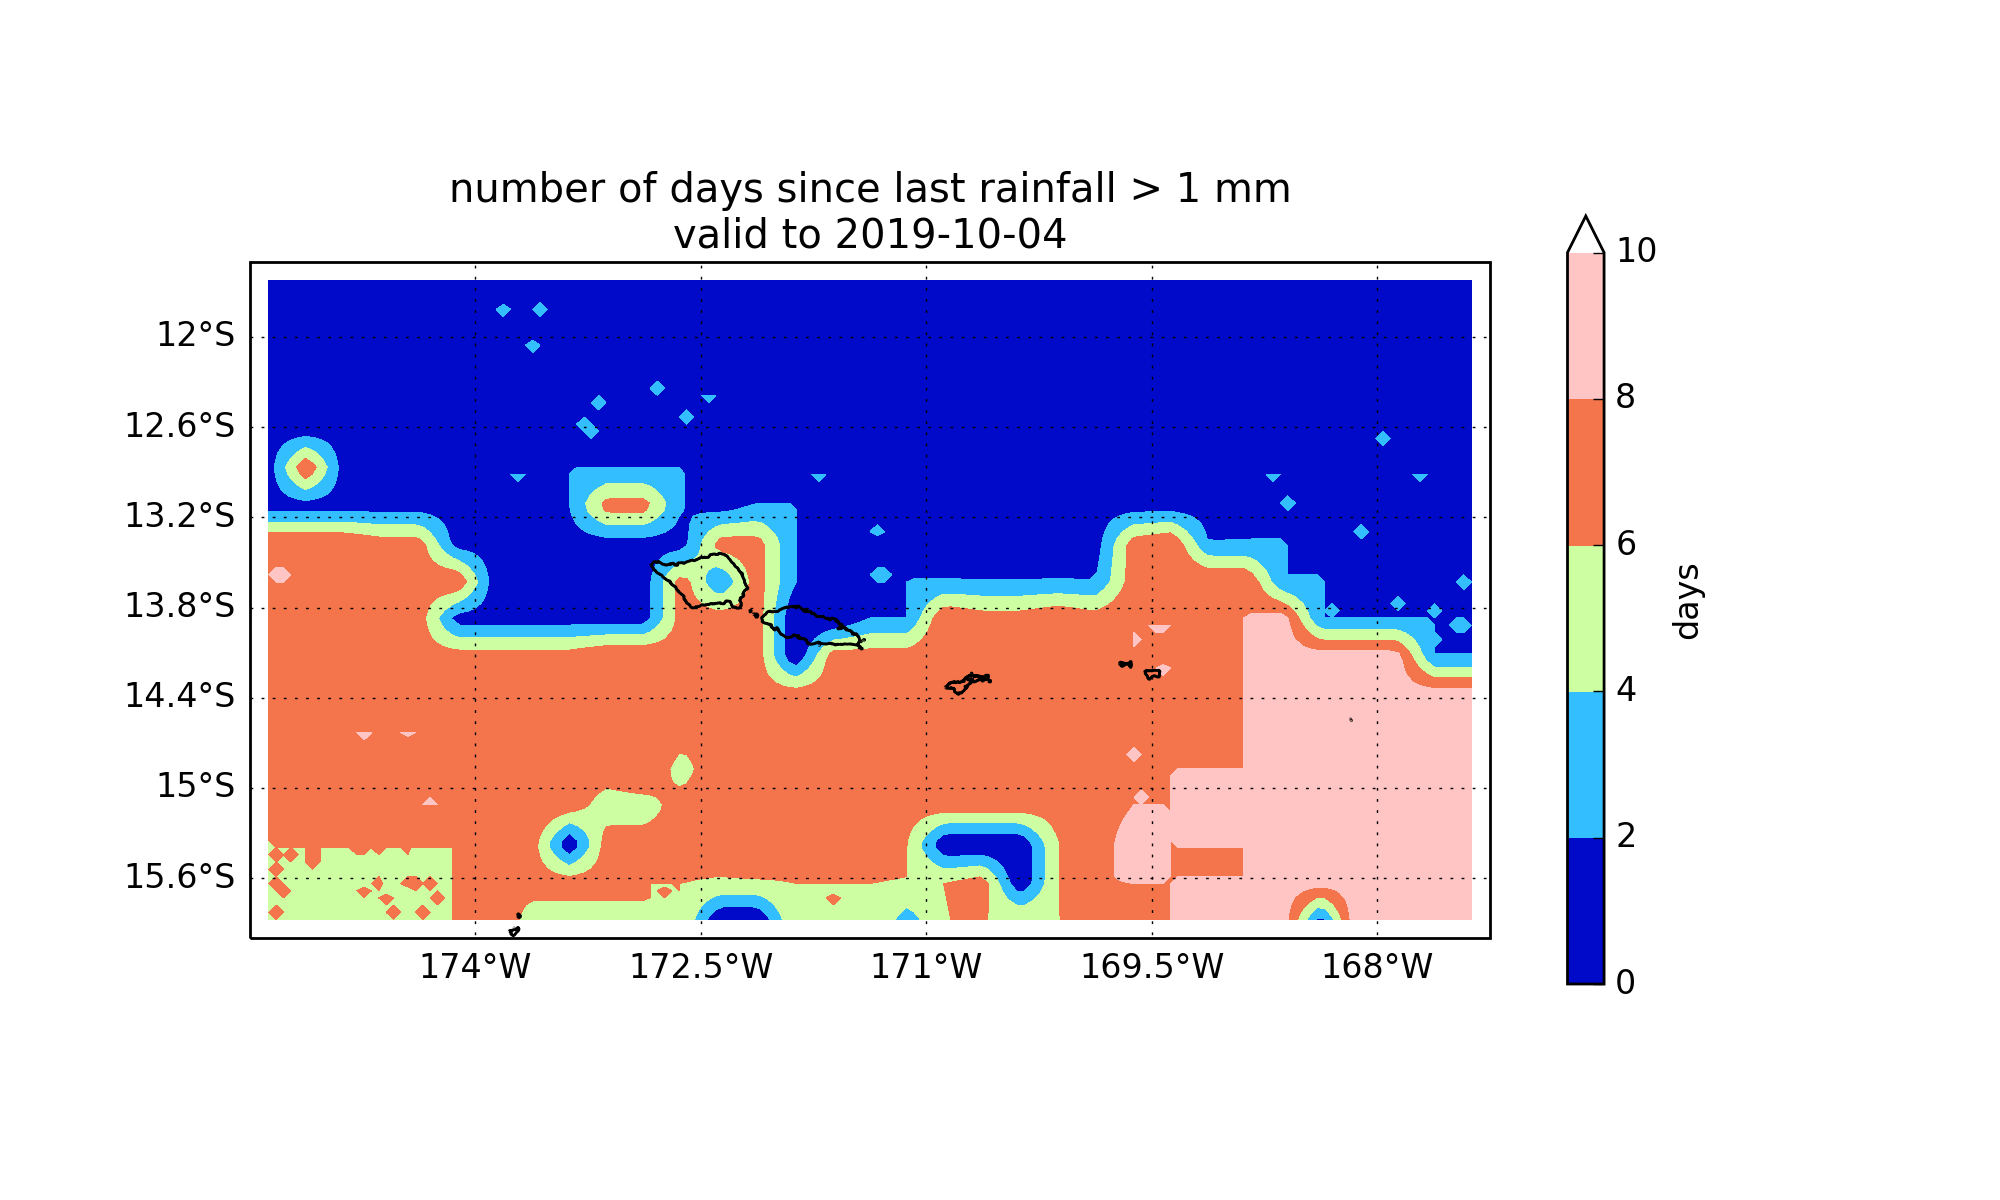 number of days since last rainfall > 1 mm
valid to 2019-10-04
12°S
12.6°S
13.2°S
13.8°S
14.4°S
15°S
15.6°S
174°W 172.5°W 171°W 169.5°W 168°W
10
8
6
4
2
0
days